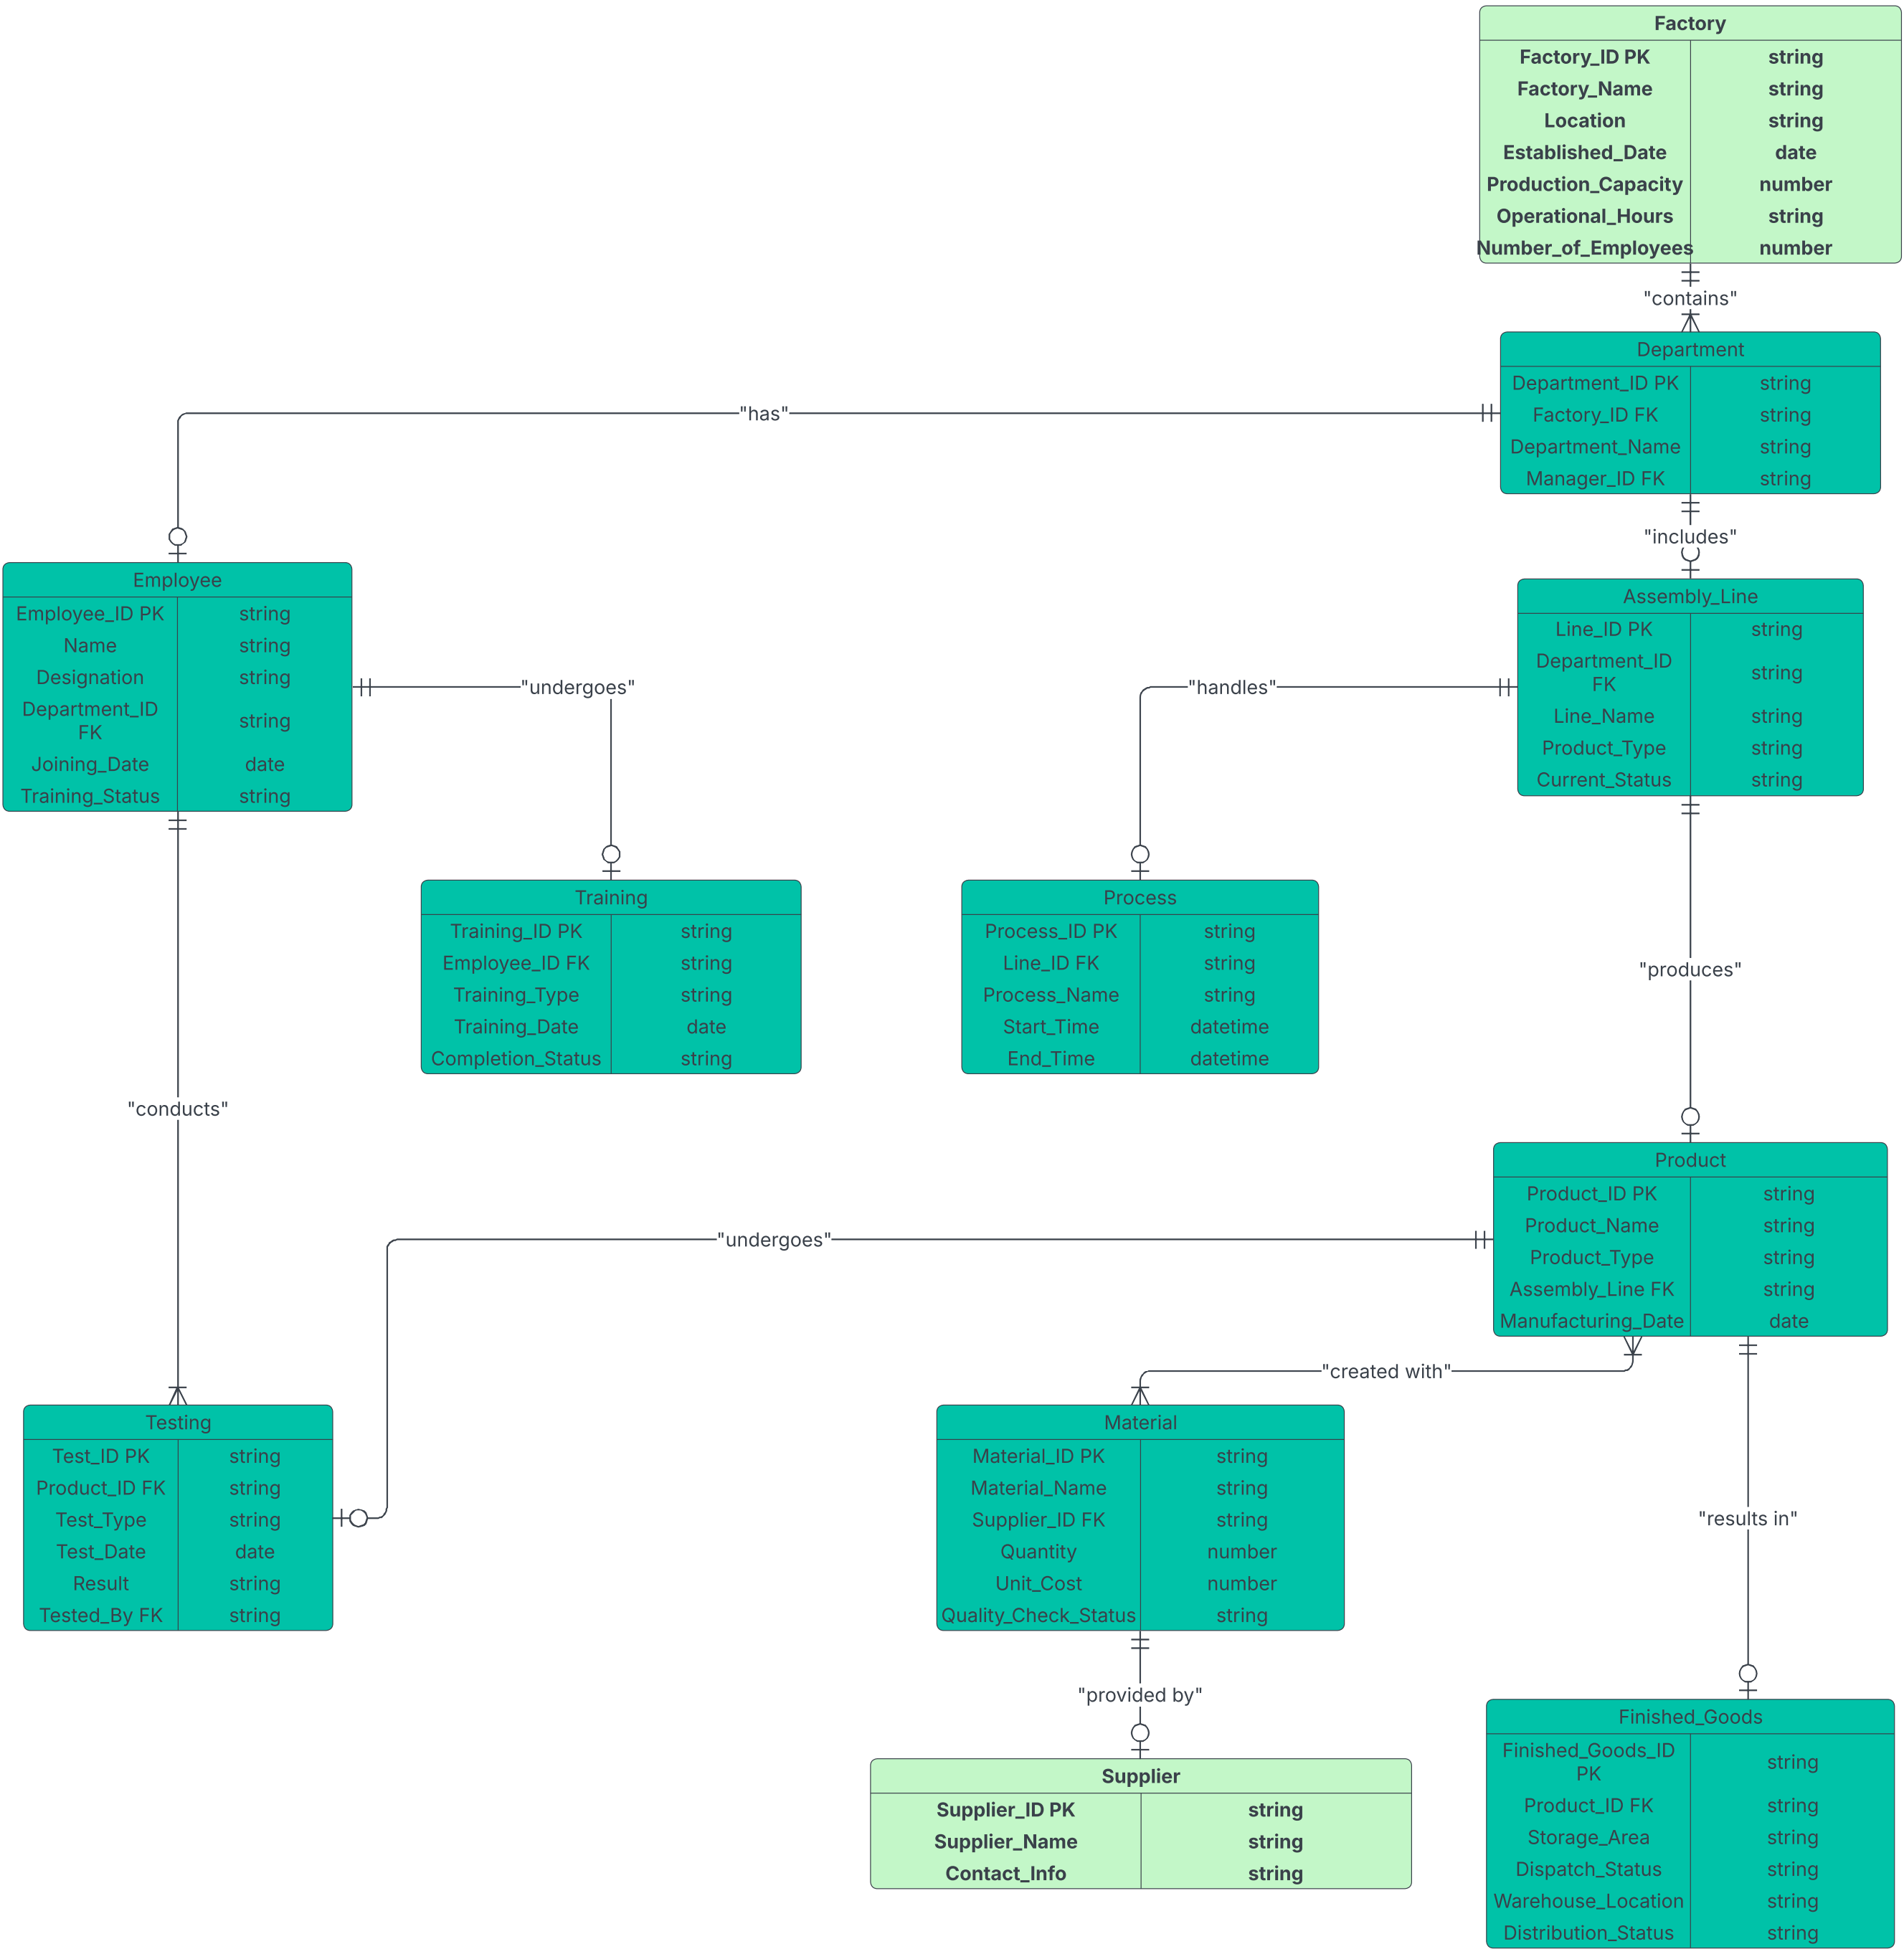 Factory
Factory_ID PK string
Factory_Name string
Location string
Established_Date date
Production_Capacity number
Operational_Hours string
Number_of_Employees number
"contains"
Department
Department_ID PK string
Factory_ID FK string
Department_Name string
Manager_ID FK string
"has"
"includes"
Employee
Employee_ID PK string
Name string
Designation string
Department_ID
FK string
Joining_Date date
Training_Status string
Assembly_Line
Line_ID PK string
Department_ID
FK string
Line_Name string
Product_Type string
Current_Status string
"undergoes"
"handles"
Training
Training_ID PK string
Employee_ID FK string
Training_Type string
Training_Date date
Completion_Status string
Process
Process_ID PK string
Line_ID FK string
Process_Name string
Start_Time datetime
End_Time datetime
"produces"
"conducts"
Product
Product_ID PK string
Product_Name string
Product_Type string
Assembly_Line FK string
Manufacturing_Date date
"undergoes"
"created with"
Testing
Test_ID PK string
Product_ID FK string
Test_Type string
Test_Date date
Result string
Tested_By FK string
Material
Material_ID PK string
Material_Name string
Supplier_ID FK string
Quantity number
Unit_Cost number
Quality_Check_Status string
"results in"
"provided by"
Supplier
Supplier_ID PK string
Supplier_Name string
Contact_Info string
Finished_Goods
Finished_Goods_ID
PK string
Product_ID FK string
Storage_Area string
Dispatch_Status string
Warehouse_Location string
Distribution_Status string